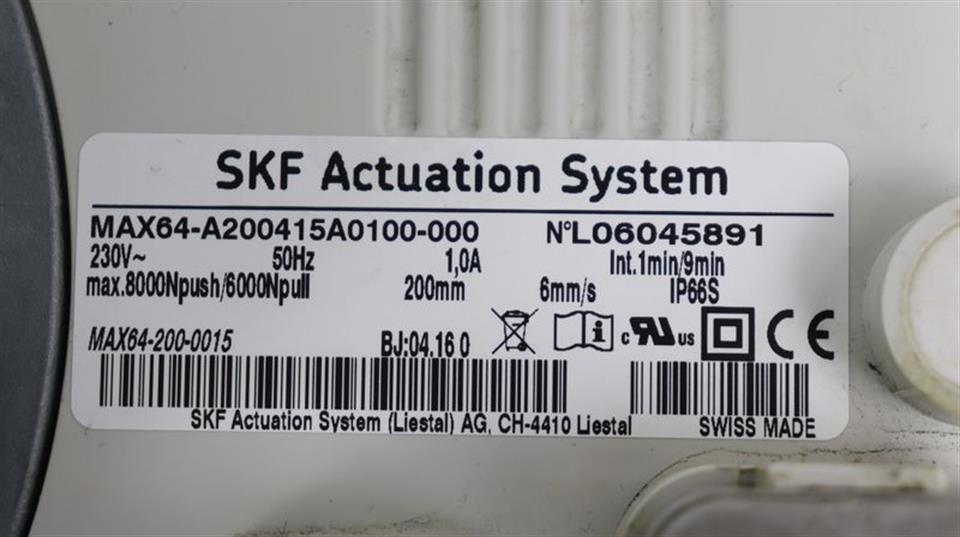 SKF Actuation System
MAX64-A200415A0100-000 N°L06045891
230V~ 50Hz 1,0A Int.1min/9min
max.8000Npush/6000Npull 200mm 6mm/s IP66S
MAX64-200-0015 BJ:04.16 0 i c RU us CE
SKF Actuation System (Liestal) AG, CH-4410 Liestal SWISS MADE